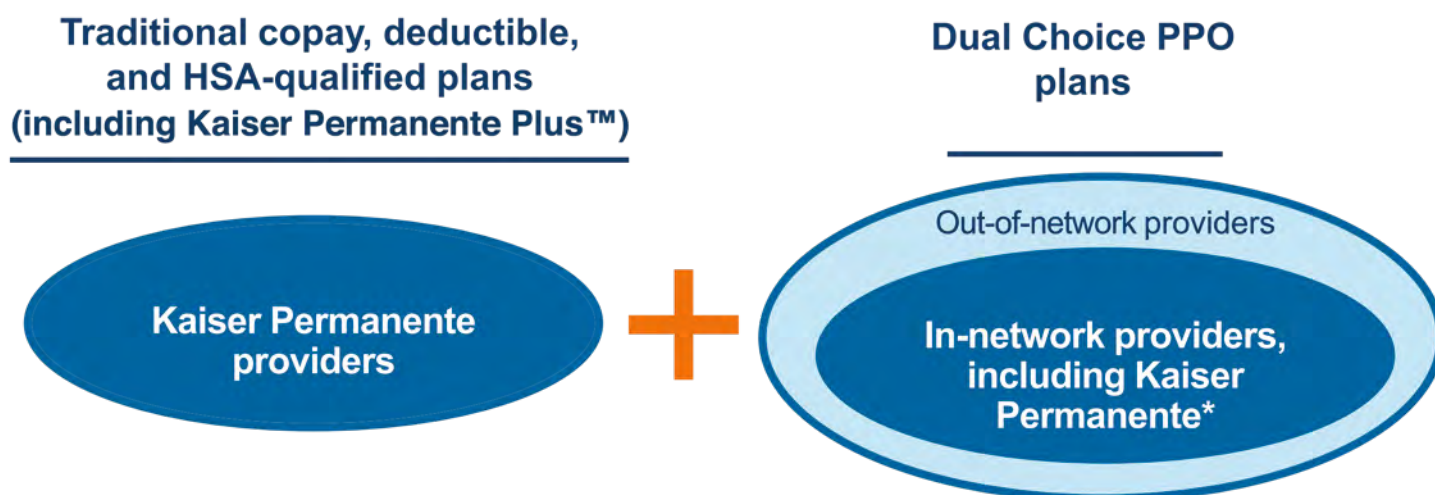 Traditional copay, deductible,
and HSA-qualified plans
(including Kaiser Permanente Plus™)
Kaiser Permanente
providers
Dual Choice PPO
plans
Out-of-network providers
In-network providers,
including Kaiser
Permanente*